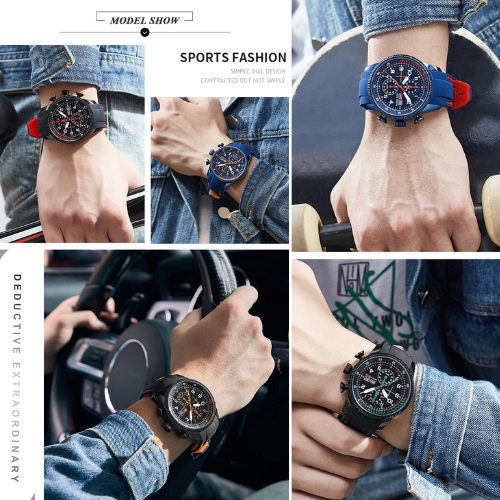 MODEL SHOW
SPORTS FASHION
SIMPLE DIAL DESIGN
CONTRACTED BUT NOT SIMPLE
DEDUCTIVE EXTRAORDINARY